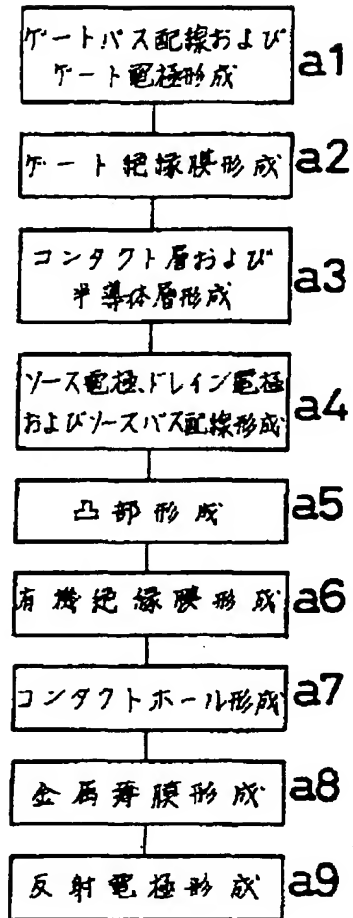 ゲートバス配線および
ゲート電極形成
a1
ゲート絶縁膜形成
a2
コンタクト層および
半導体層形成
a3
ソース電極、ドレイン電極
およびソースバス配線形成
a4
凸部形成
a5
有機絶縁膜形成
a6
コンタクトホール形成
a7
金属薄膜形成
a8
反射電極形成
a9